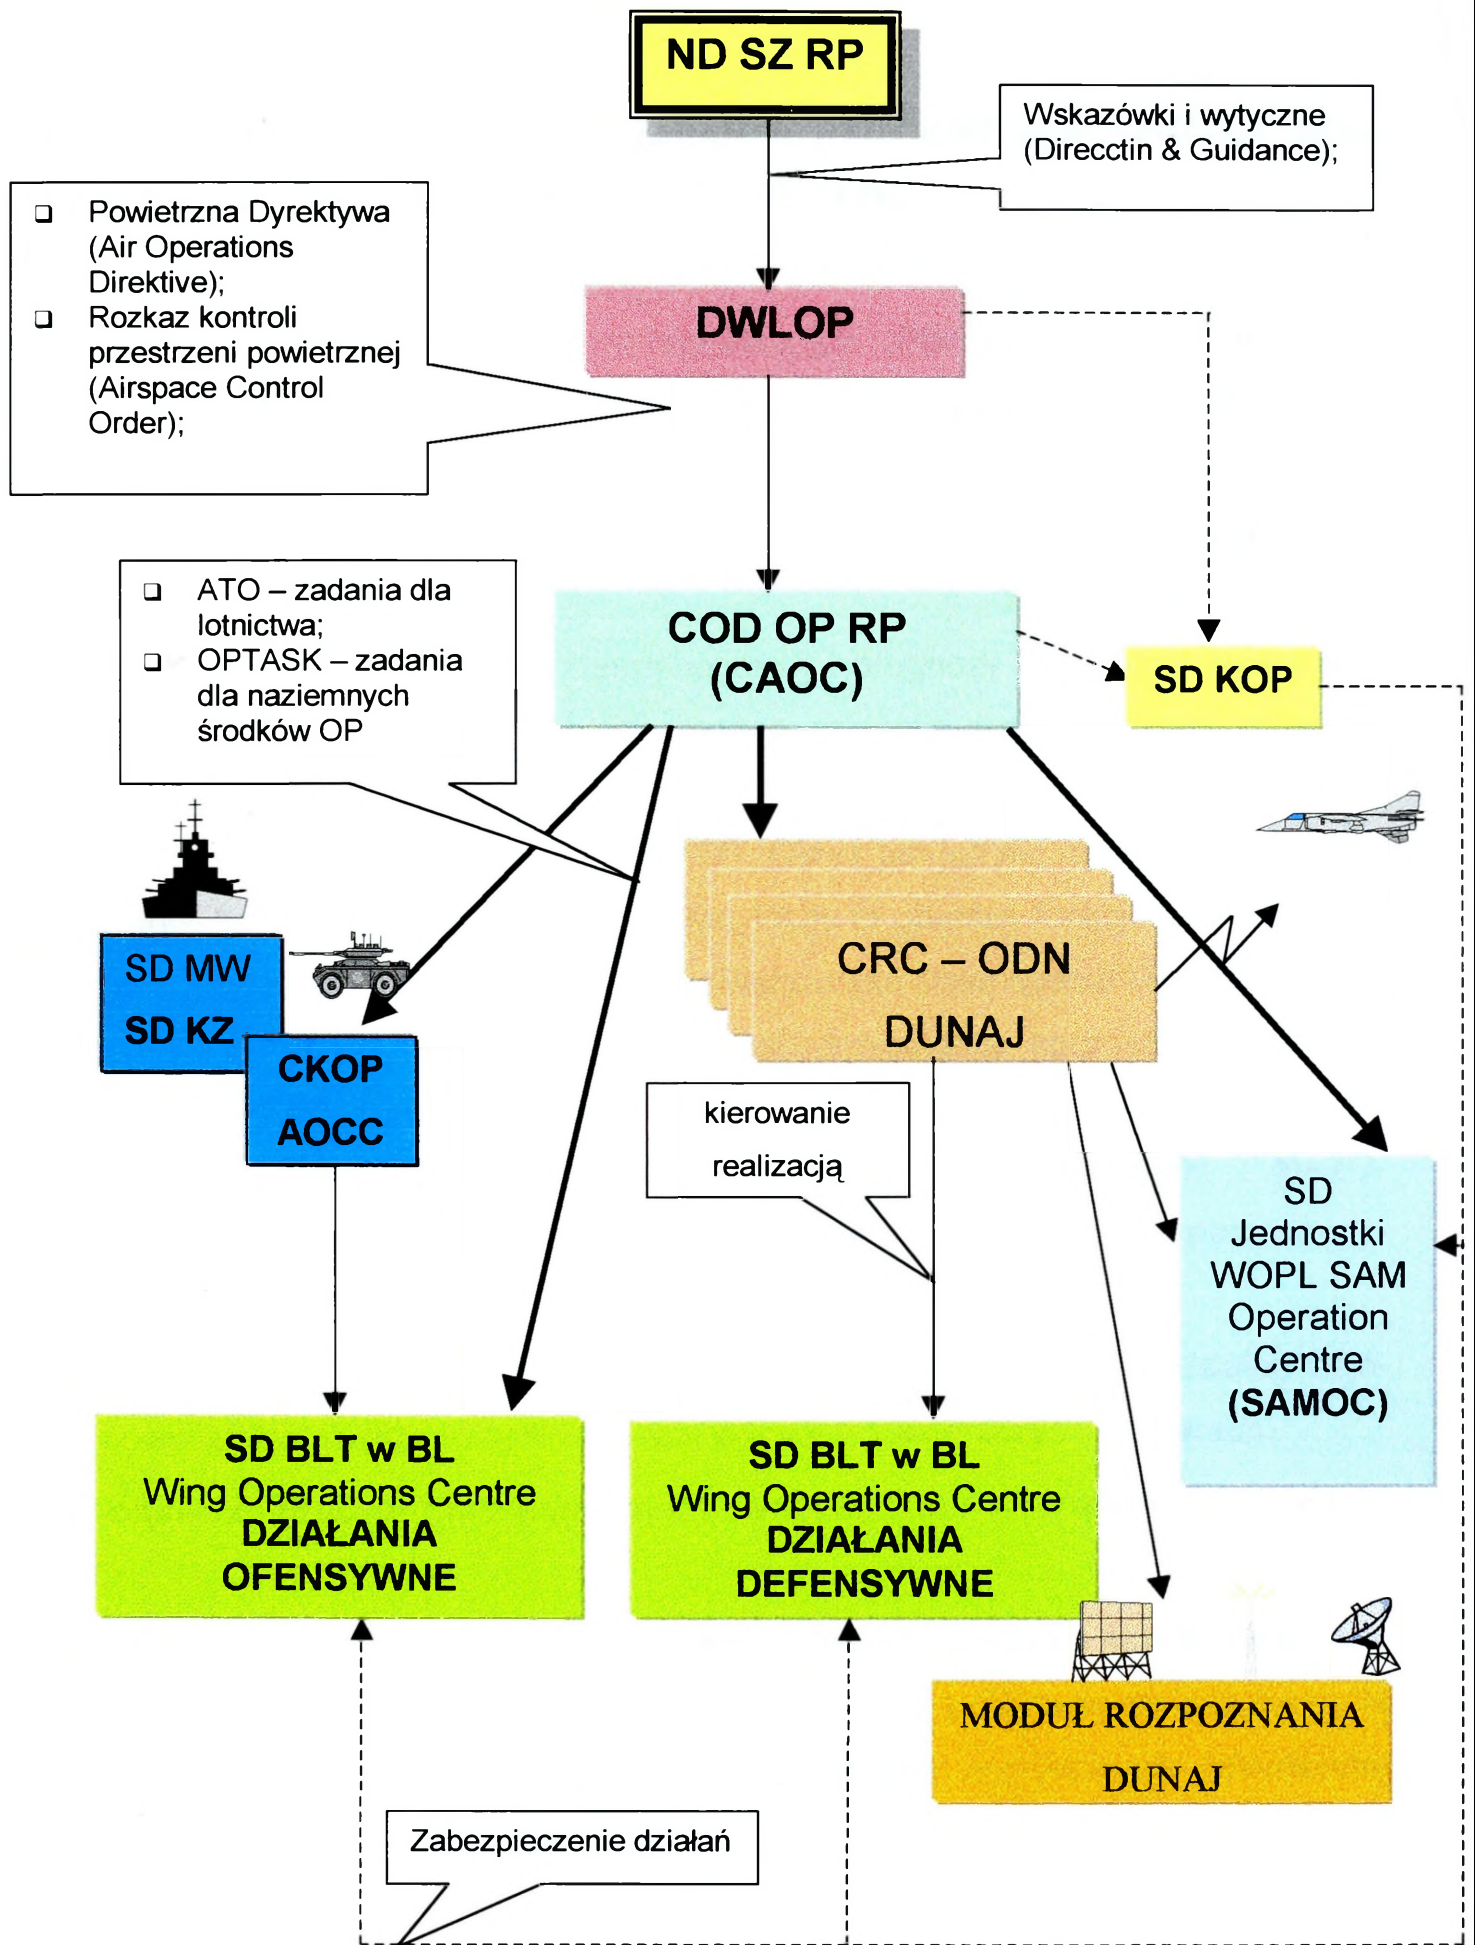 ND SZ RP
Wskazówki i wytyczne
(Direcctin & Guidance);
❑ Powietrzna Dyrektywa
(Air Operations
Direktive);
❑ Rozkaz kontroli
przestrzeni powietrznej
(Airspace Control
Order);
DWLOP
❑ ATO – zadania dla
lotnictwa;
❑ OPTASK – zadania
dla naziemnych
środków OP
COD OP RP
(CAOC)
SD KOP
SD MW
SD KZ
CKOP
AOCC
CRC – ODN
DUNAJ
kierowanie
realizacją
SD
Jednostki
WOPL SAM
Operation
Centre
(SAMOC)
SD BLT w BL
Wing Operations Centre
DZIAŁANIA
OFENSYWNE
SD BLT w BL
Wing Operations Centre
DZIAŁANIA
DEFENSYWNE
MODUŁ ROZPOZNANIA
DUNAJ
Zabezpieczenie działań